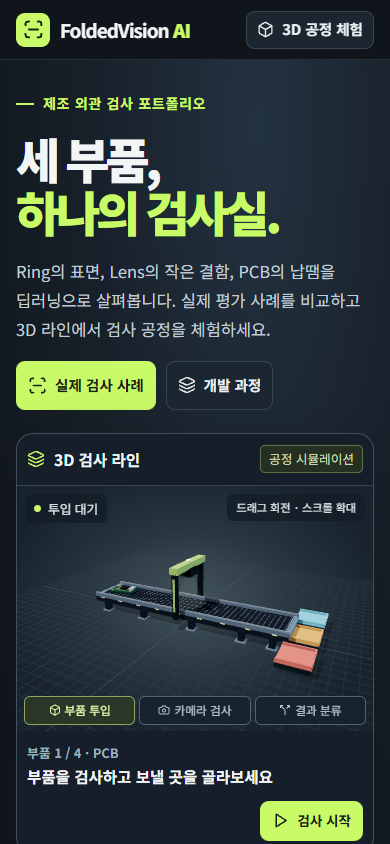 FoldedVision AI
3D 공정 체험
제조 외관 검사 포트폴리오
세 부품,
하나의 검사실.
Ring의 표면, Lens의 작은 결함, PCB의 납땜을
딥러닝으로 살펴봅니다. 실제 평가 사례를 비교하고
3D 라인에서 검사 공정을 체험하세요.
실제 검사 사례
개발 과정
3D 검사 라인
공정 시뮬레이션
투입 대기
드래그 회전 · 스크롤 확대
부품 투입
카메라 검사
결과 분류
부품 1 / 4 · PCB
부품을 검사하고 보낼 곳을 골라보세요
검사 시작